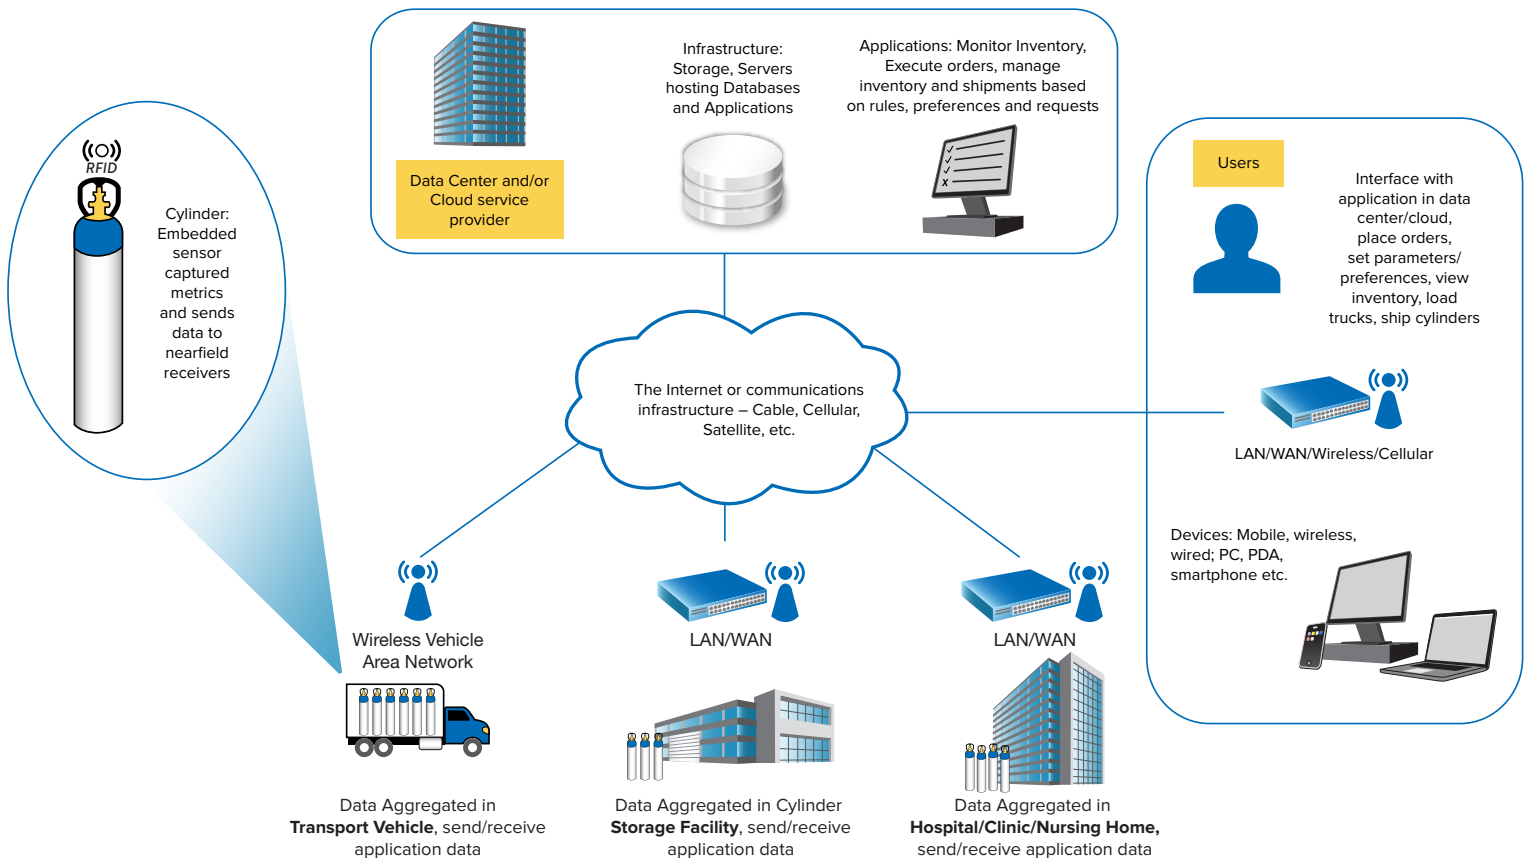 RFID
Cylinder:
Embedded
sensor
captured
metrics
and sends
data to
nearfield
receivers
Data Center and/or
Cloud service
provider
Infrastructure:
Storage, Servers
hosting Databases
and Applications
Applications: Monitor Inventory,
Execute orders, manage
inventory and shipments based
on rules, preferences and requests
Users
Interface with
application in data
center/cloud,
place orders,
set parameters/
preferences, view
inventory, load
trucks, ship cylinders
LAN/WAN/Wireless/Cellular
Devices: Mobile, wireless,
wired; PC, PDA,
smartphone etc.
The Internet or communications
infrastructure – Cable, Cellular,
Satellite, etc.
Wireless Vehicle
Area Network
LAN/WAN
LAN/WAN
Data Aggregated in
Transport Vehicle, send/receive
application data
Data Aggregated in Cylinder
Storage Facility, send/receive
application data
Data Aggregated in
Hospital/Clinic/Nursing Home,
send/receive application data